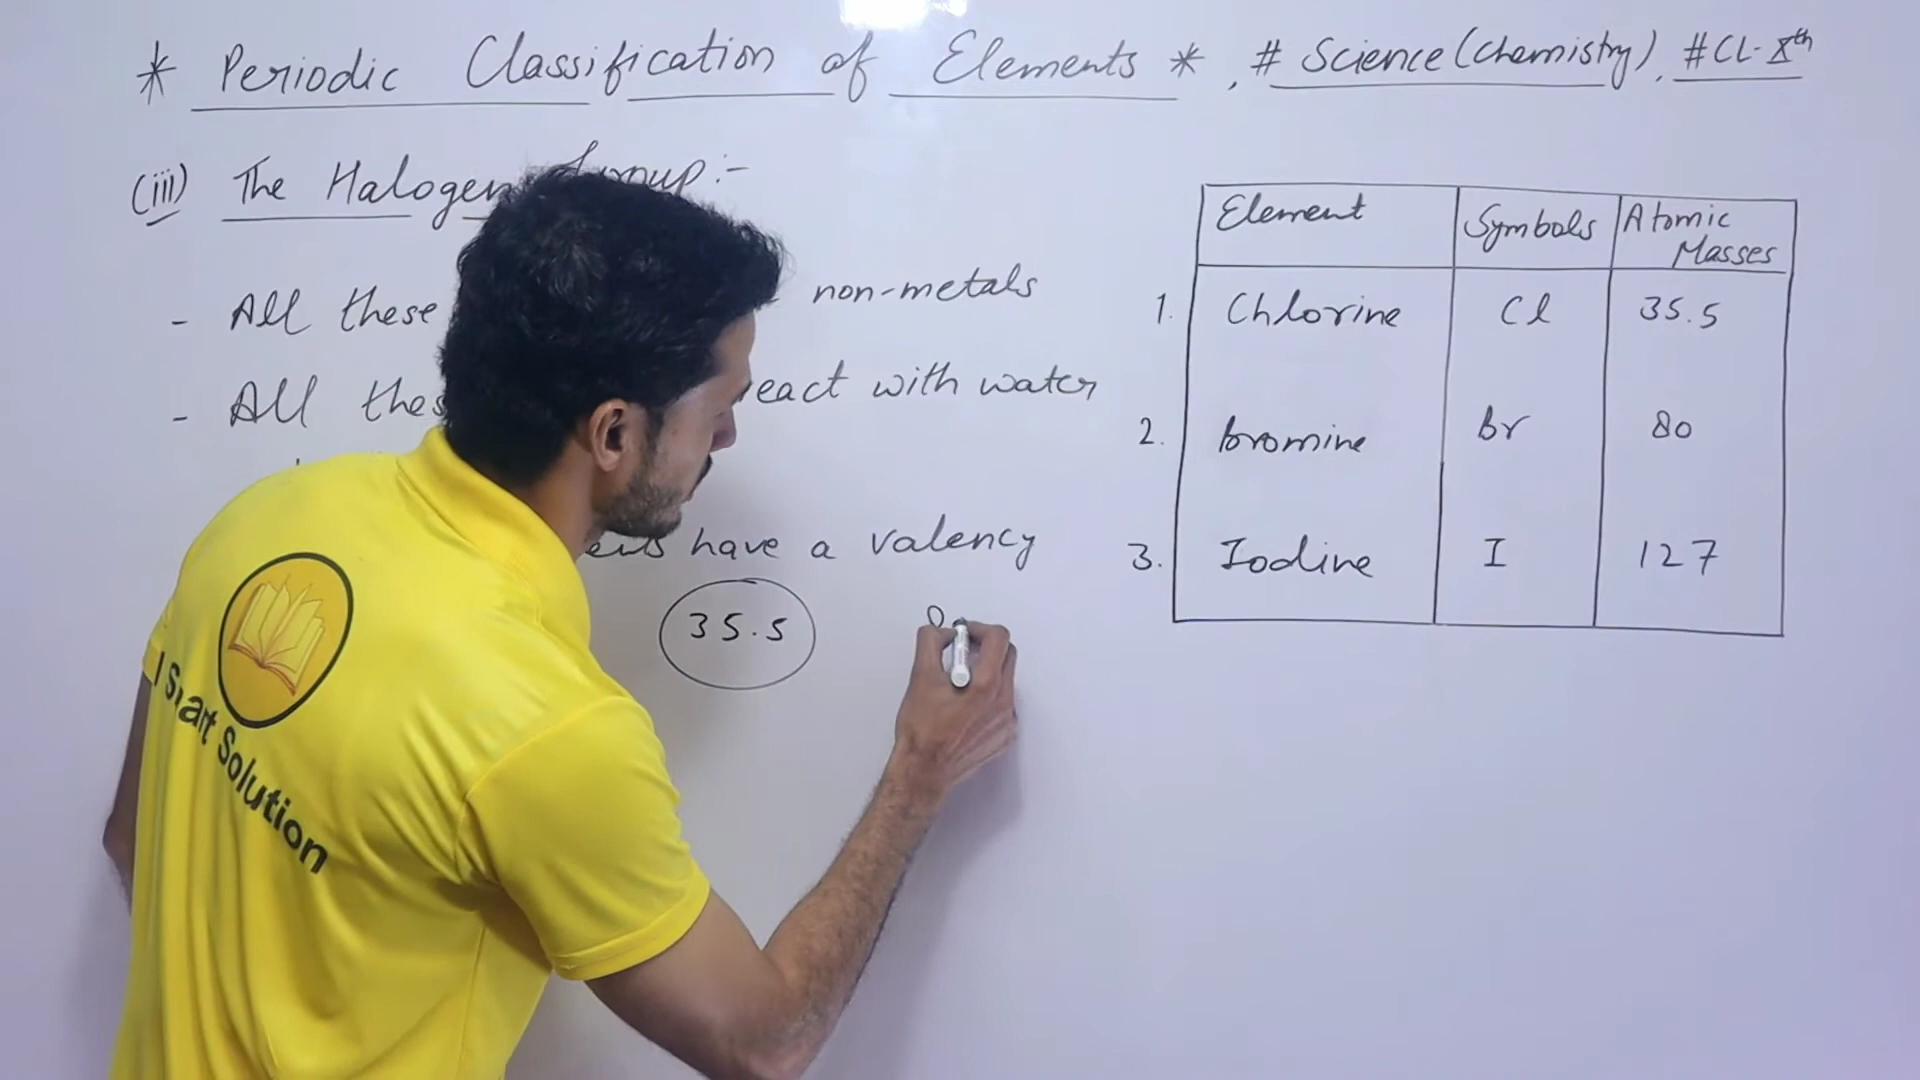 * Periodic Classification of Elements *, # Science (Chemistry), # CL-Xth
(iii) The Halogen Group:-
- All these non-metals
- All these react with water
have a valency
35.5
Element Symbols Atomic Masses
1. Chlorine Cl 35.5
2. Bromine Br 80
3. Iodine I 127
Solution